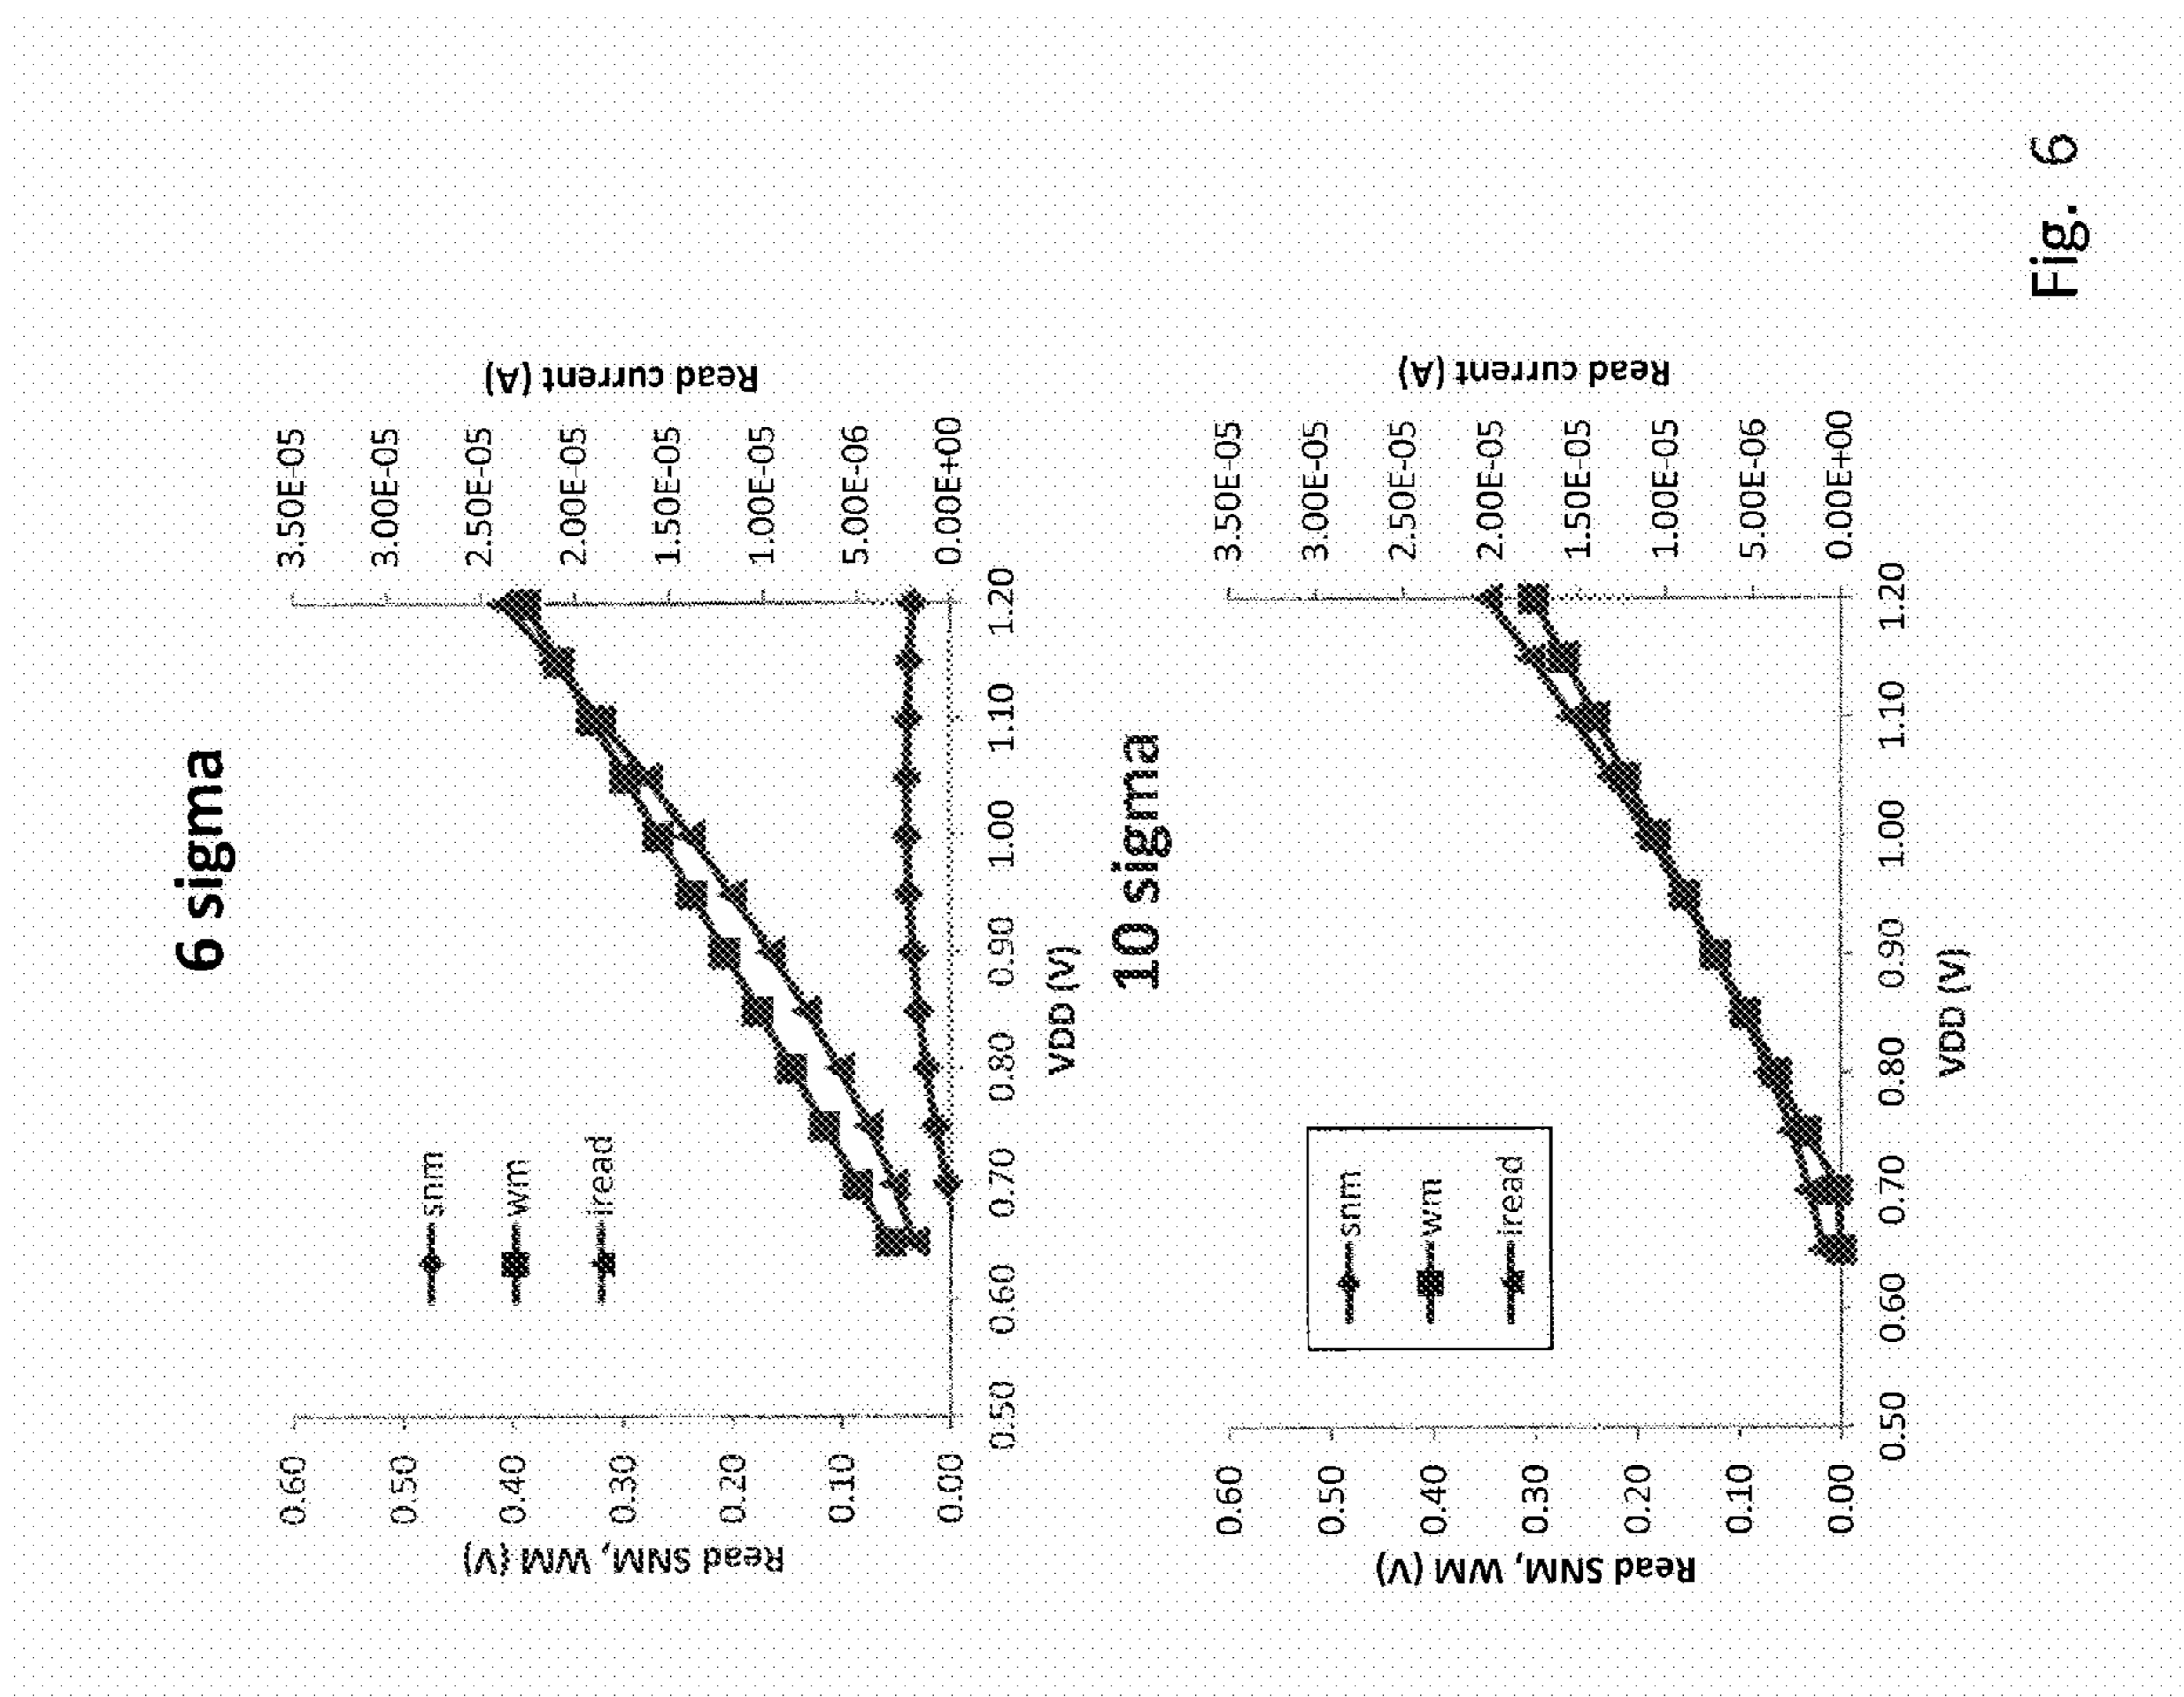 6 sigma
Read SNM, WM (V)
0.60
0.50
0.40
0.30
0.20
0.10
0.00
snm
wm
iread
3.50E-05
3.00E-05
2.50E-05
2.00E-05
1.50E-05
1.00E-05
5.00E-06
0.00E+00
Read current (A)
0.50 0.60 0.70 0.80 0.90 1.00 1.10 1.20
VDD (V)
10 sigma
Read SNM, WM (V)
0.60
0.50
0.40
0.30
0.20
0.10
0.00
snm
wm
iread
3.50E-05
3.00E-05
2.50E-05
2.00E-05
1.50E-05
1.00E-05
5.00E-06
0.00E+00
Read current (A)
0.50 0.60 0.70 0.80 0.90 1.00 1.10 1.20
VDD (V)
Fig. 6